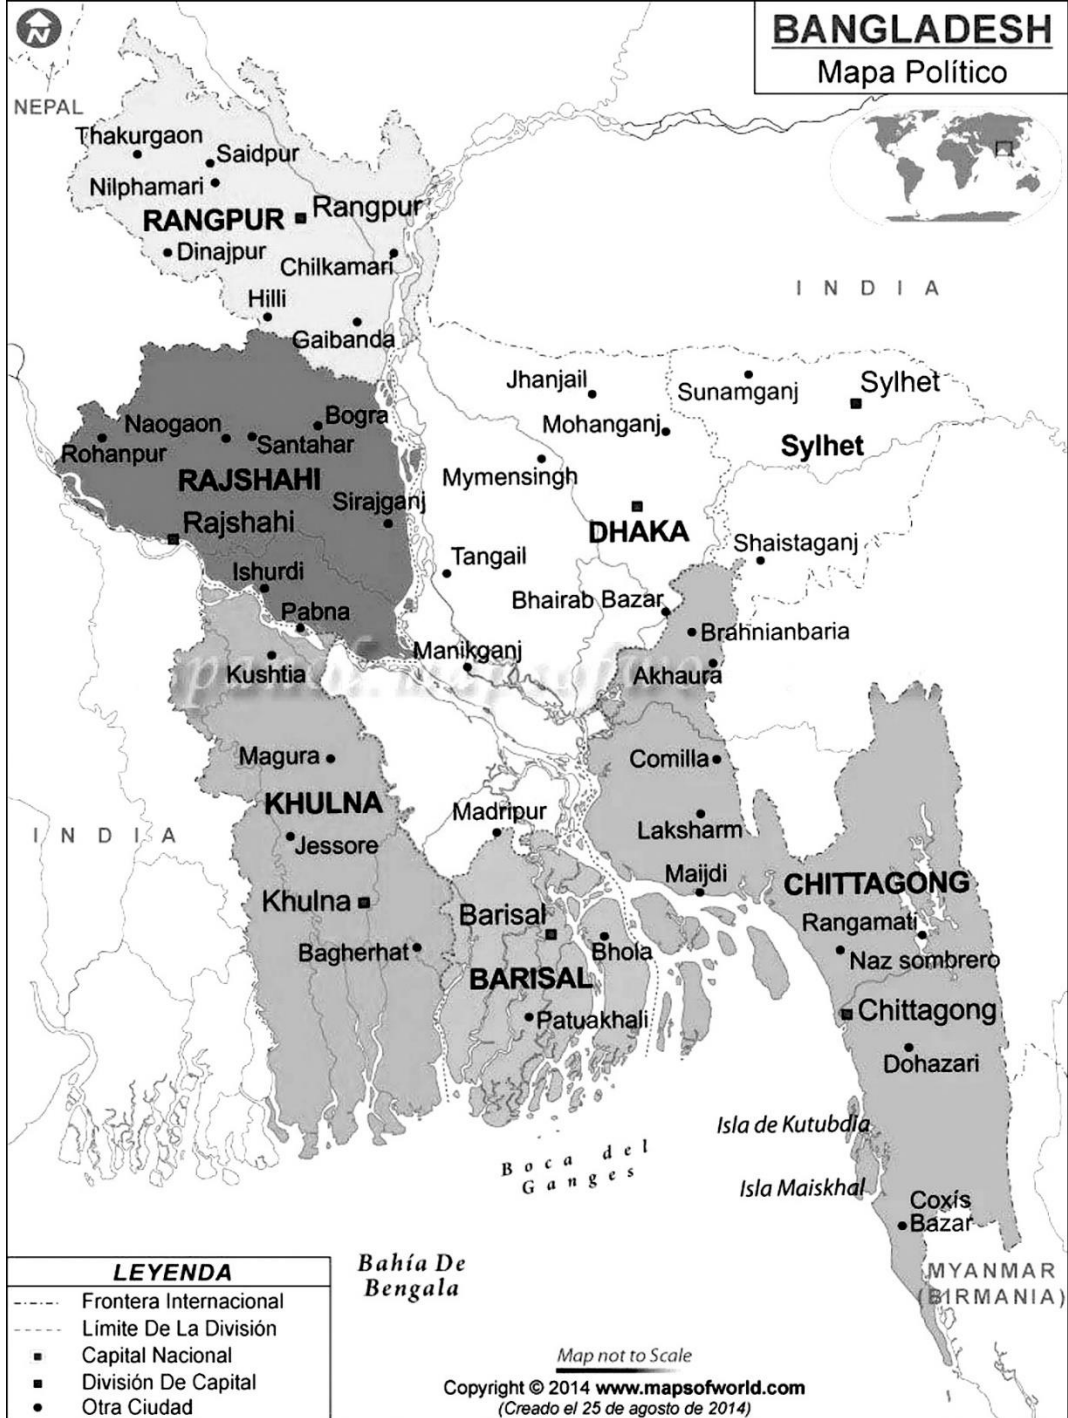 BANGLADESH
Mapa Político
N
NEPAL
Thakurgaon
Saidpur
Nilphamari
RANGPUR
Rangpur
Dinajpur
Chilkamari
Hilli
Gaibanda
INDIA
Jhanjail
Sunamganj
Sylhet
Mohanganj
Sylhet
Bogra
Naogaon
Rohanpur
Santahar
RAJSHAHI
Mymensingh
Sirajganj
Rajshahi
DHAKA
Shaistaganj
Tangail
Ishurdi
Bhairab Bazar
Pabna
Brahnianbaria
Manikganj
Kushtia
Akhaura
Magura
Comilla
KHULNA
Madripur
Laksharm
INDIA
Jessore
Maijdi
CHITTAGONG
Khulna
Barisal
Rangamati
Bagherhat
Bhola
Naz sombrero
BARISAL
Chittagong
Patuakhali
Dohazari
Isla de Kutubdia
Boca del
Ganges
Isla Maiskhal
Coxís
Bazar
Bahía De
Bengala
MYANMAR
(BIRMANIA)
LEYENDA
Frontera Internacional
Límite De La División
Capital Nacional
División De Capital
Otra Ciudad
Map not to Scale
Copyright © 2014 www.mapsofworld.com
(Creado el 25 de agosto de 2014)